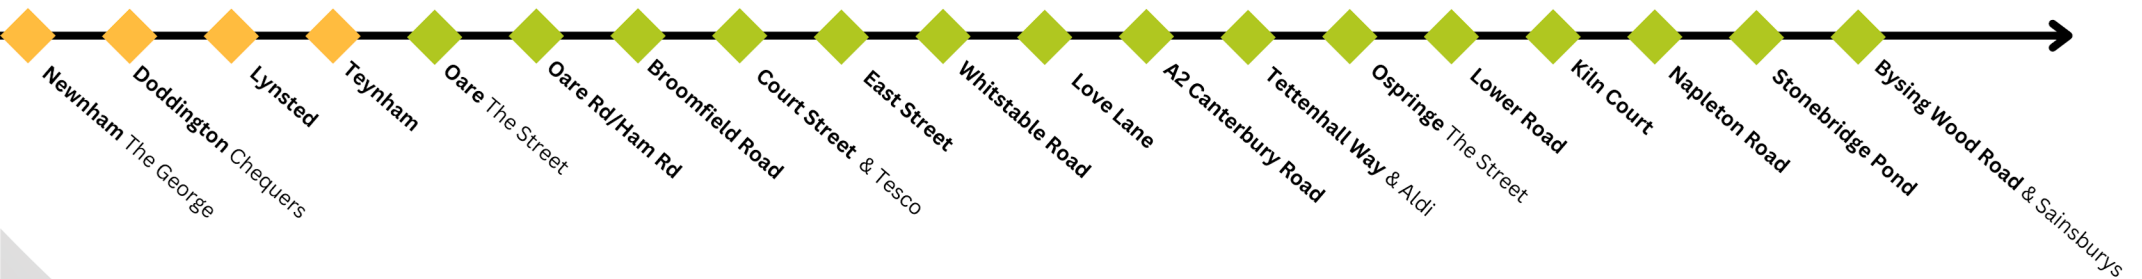 Newnham The George
Doddington Chequers
Lynsted
Teynham
Oare The Street
Oare Rd/Ham Rd
Broomfield Road
Court Street & Tesco
East Street
Whitstable Road
Love Lane
A2 Canterbury Road
Tettenhall Way & Aldi
Ospringe The Street
Lower Road
Kiln Court
Napleton Road
Stonebridge Pond
Bysing Wood Road & Sainsburys